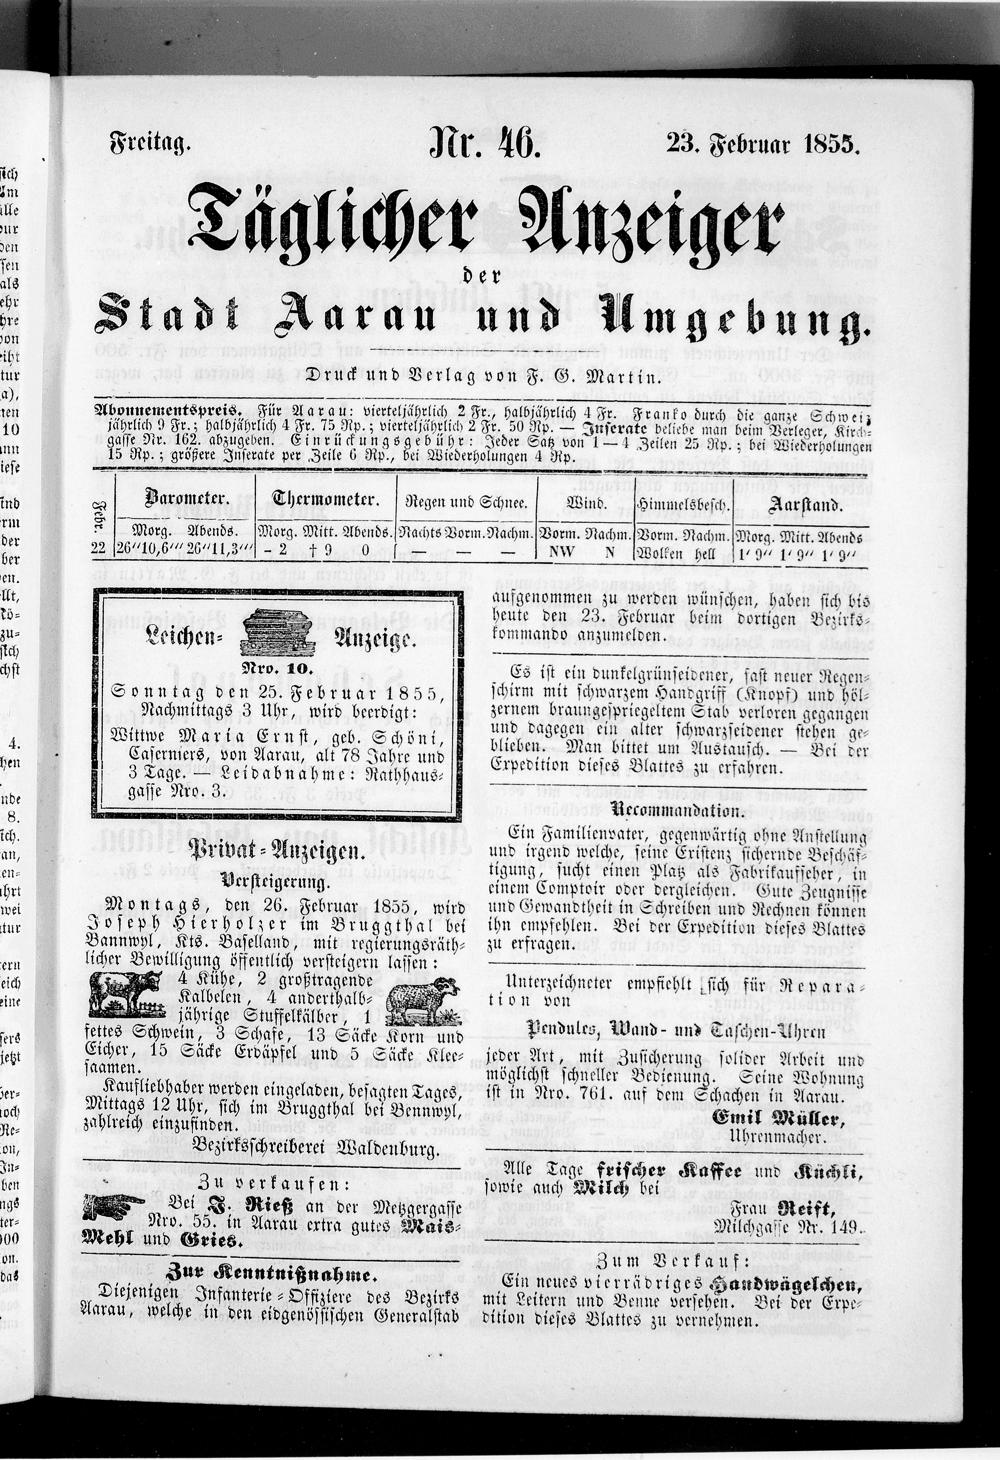 Freitag. Nr. 46. 23. Februar 1855.
Täglicher Anzeiger
der
Stadt Aarau und Umgebung.
Druck und Verlag von F. G. Martin.
Abonnementspreis. Für Aarau: vierteljährlich 2 Fr., halbjährlich 4 Fr. Franko durch die ganze Schweiz
jährlich 9 Fr.; halbjährlich 4 Fr. 75 Rp.; vierteljährlich 2 Fr. 50 Rp. — Inserate beliebe man beim Verleger, Kirch-
gasse Nr. 162. abzugeben. Einrückungsgebühr: Jeder Satz von 1—4 Zeilen 25 Rp.; bei Wiederholungen
15 Rp.; größere Inserate per Zeile 6 Rp., bei Wiederholungen 4 Rp.
Febr. Barometer. Thermometer. Regen und Schnee. Wind. Himmelsbesch. Aarstand.
Morg. Abends. Morg. Mitt. Abends. Nachts Vorm. Nachm. Vorm. Nachm. Vorm. Nachm. Morg. Mitt. Abends
22 26"10,6"' 26"11,3"' - 2 † 9 0 — — NW N Wolken hell 1' 9" 1' 9" 1' 9"
Leichen- Anzeige.
Nro. 10.
Sonntag den 25. Februar 1855,
Nachmittags 3 Uhr, wird beerdigt:
Wittwe Maria Ernst, geb. Schöni,
Caserniers, von Aarau, alt 78 Jahre und
3 Tage. — Leidabnahme: Rathhaus-
gasse Nro. 3.
Privat-Anzeigen.
Versteigerung.
Montags, den 26. Februar 1855, wird
Joseph Hierholzer im Bruggthal bei
Bannwyl, Kts. Baselland, mit regierungsräth-
licher Bewilligung öffentlich versteigern lassen:
4 Kühe, 2 großtragende
Kalbelen, 4 anderthalb-
jährige Stuffelkälber, 1
fettes Schwein, 3 Schafe, 13 Säcke Korn und
Eicher, 15 Säcke Erdäpfel und 5 Säcke Klee-
saamen.
Kaufliebhaber werden eingeladen, besagten Tages,
Mittags 12 Uhr, sich im Bruggthal bei Bennwyl,
zahlreich einzufinden.
Bezirksschreiberei Waldenburg.
Zu verkaufen:
Bei J. Rieß an der Metzgergasse
Nro. 55. in Aarau extra gutes Mais-
Mehl und Gries.
Zur Kenntnißnahme.
Diejenigen Infanterie-Offiziere des Bezirks
Aarau, welche in den eidgenössischen Generalstab
aufgenommen zu werden wünschen, haben sich bis
heute den 23. Februar beim dortigen Bezirks-
kommando anzumelden.
Es ist ein dunkelgrünseidener, fast neuer Regen-
schirm mit schwarzem Handgriff (Knopf) und höl-
zernem braungespriegeltem Stab verloren gegangen
und dagegen ein alter schwarzseidener stehen ge-
blieben. Man bittet um Austausch. — Bei der
Expedition dieses Blattes zu erfahren.
Recommandation.
Ein Familienvater, gegenwärtig ohne Anstellung
und irgend welche, seine Existenz sichernde Beschäf-
tigung, sucht einen Platz als Fabrikaufseher, in
einem Comptoir oder dergleichen. Gute Zeugnisse
und Gewandtheit in Schreiben und Rechnen können
ihn empfehlen. Bei der Expedition dieses Blattes
zu erfragen.
Unterzeichneter empfiehlt sich für Repara-
tion von
Pendules, Wand- und Taschen-Uhren
jeder Art, mit Zusicherung solider Arbeit und
möglichst schneller Bedienung. Seine Wohnung
ist in Nro. 761. auf dem Schachen in Aarau.
Emil Müller,
Uhrenmacher.
Alle Tage frischer Kaffee und Küchli,
sowie auch Milch bei
Frau Reift,
Milchgasse Nr. 149.
Zum Verkauf:
Ein neues vierrädriges Handwägelchen,
mit Leitern und Benne versehen. Bei der Expe-
dition dieses Blattes zu vernehmen.